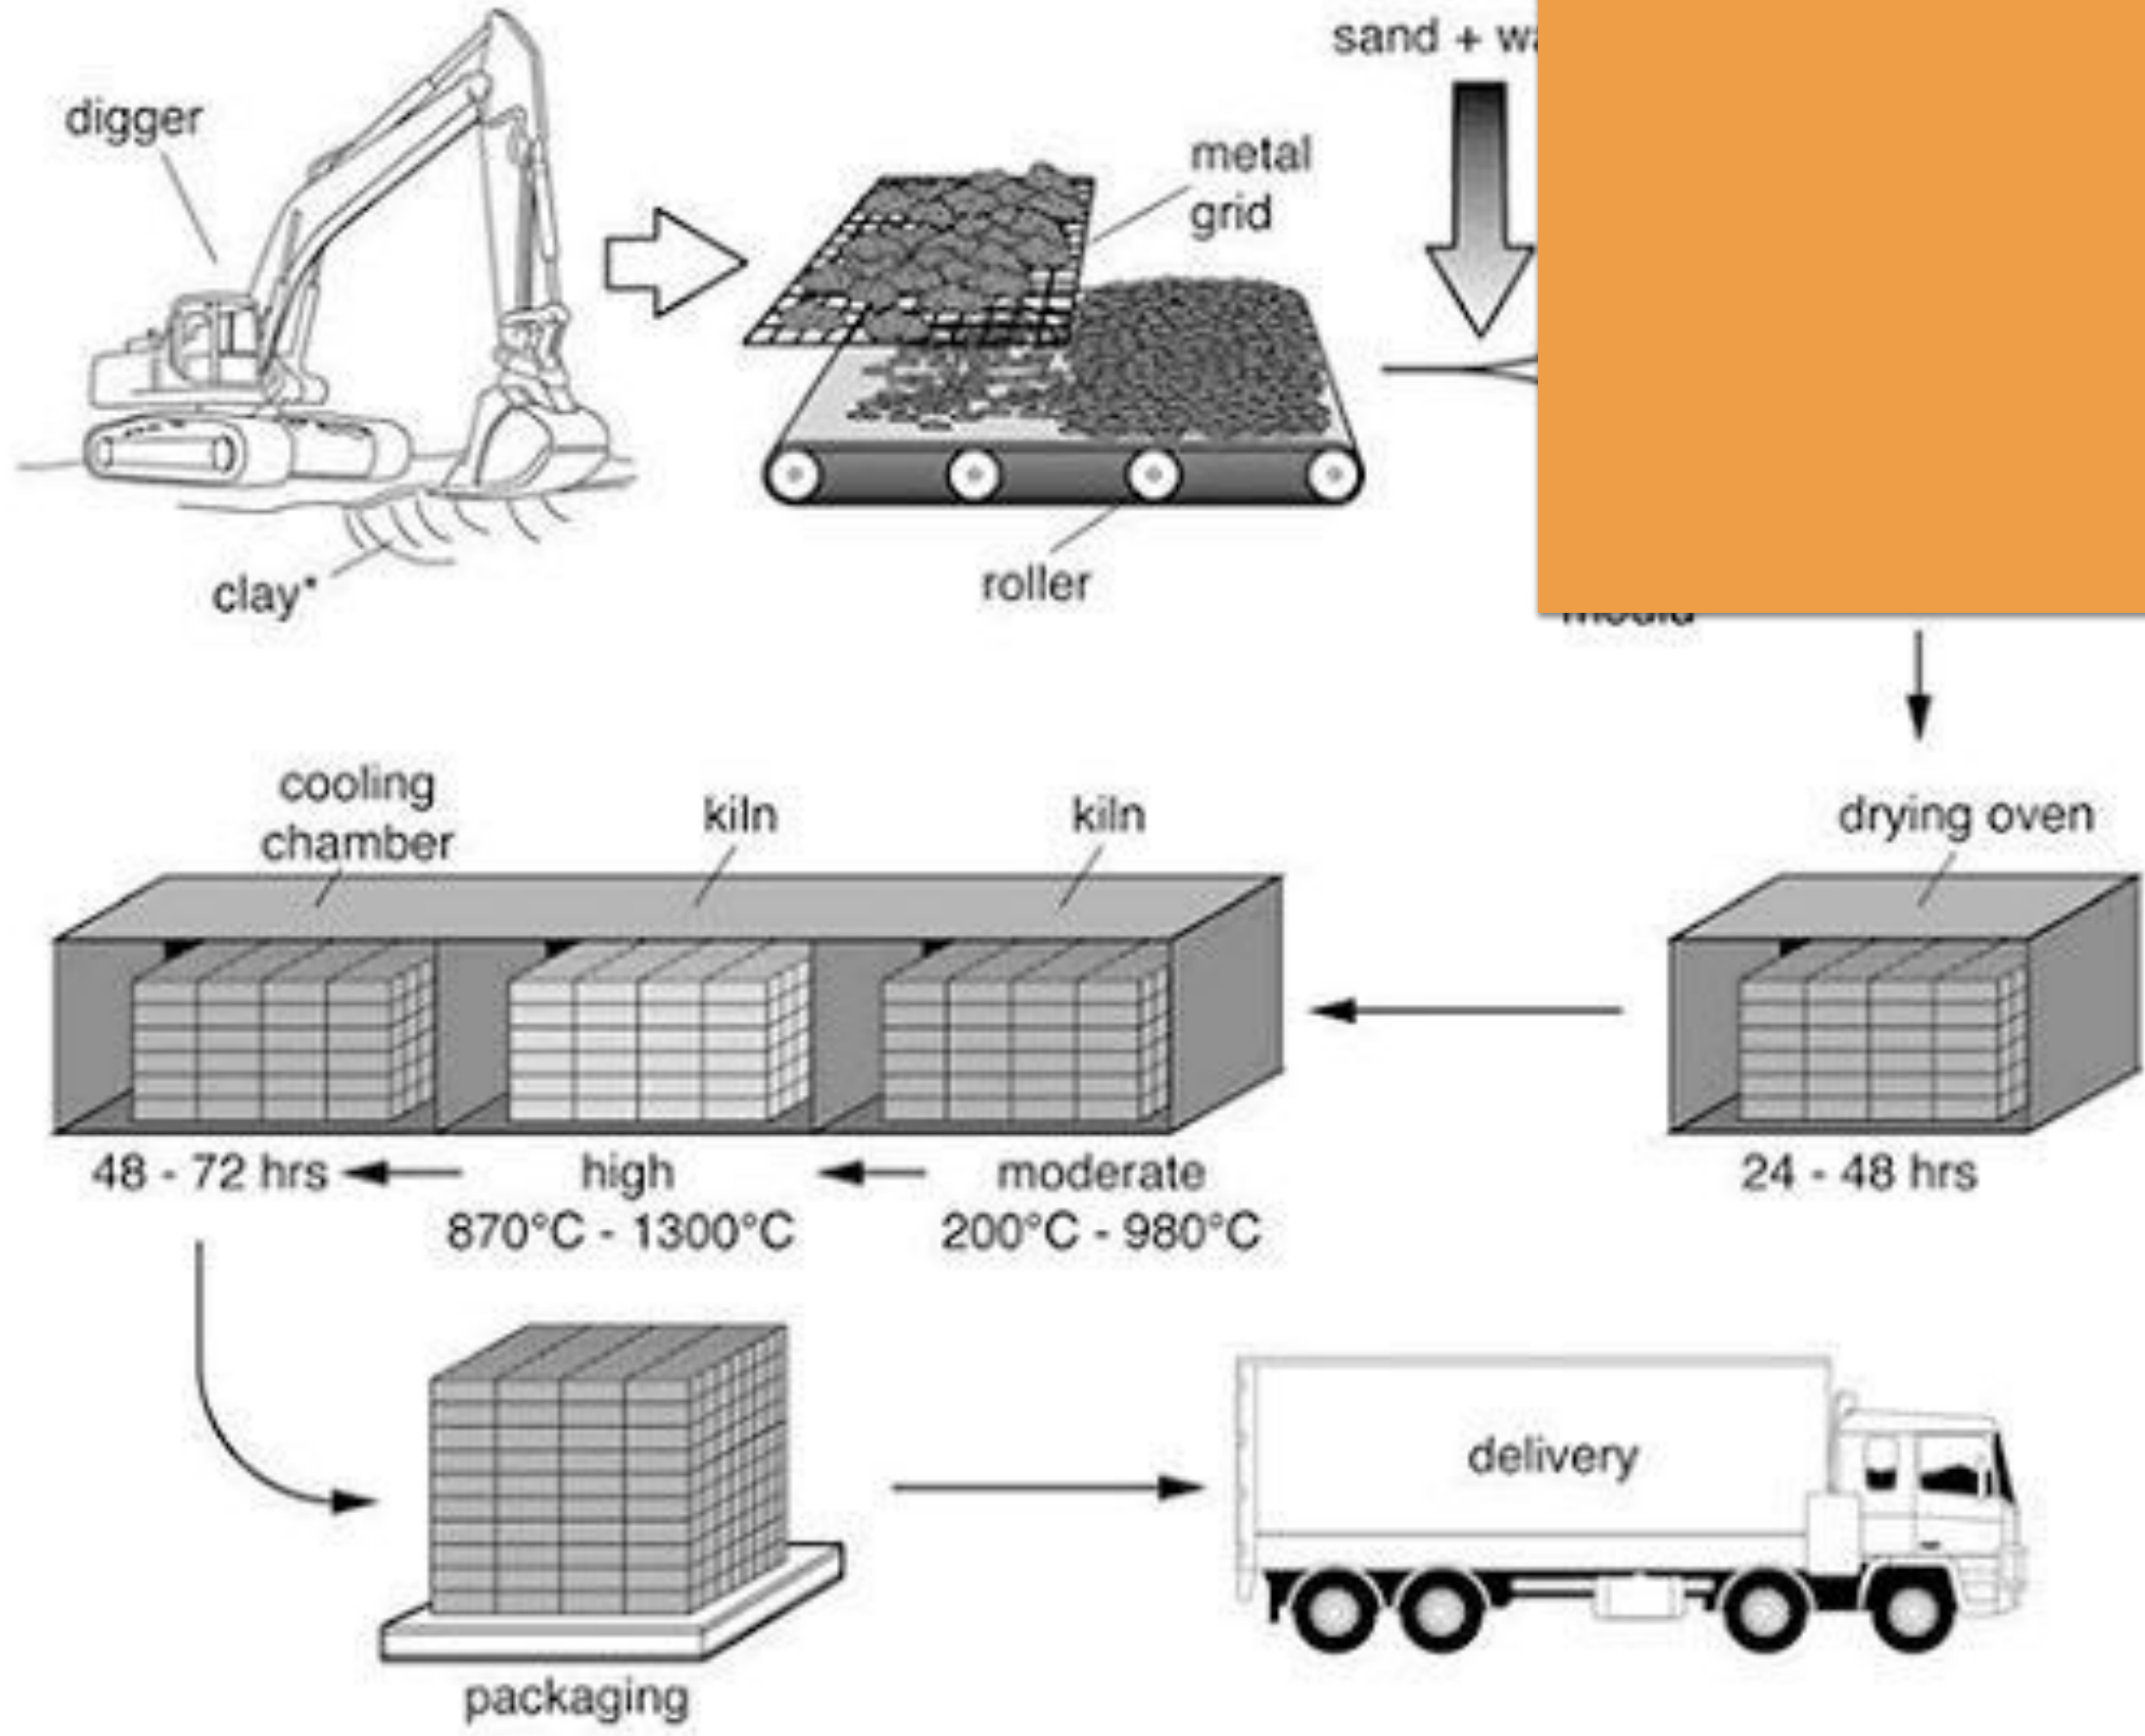 digger
sand +
metal
grid
clay*
roller
cooling
chamber
kiln
kiln
drying oven
48 - 72 hrs
high
870°C - 1300°C
moderate
200°C - 980°C
24 - 48 hrs
delivery
packaging